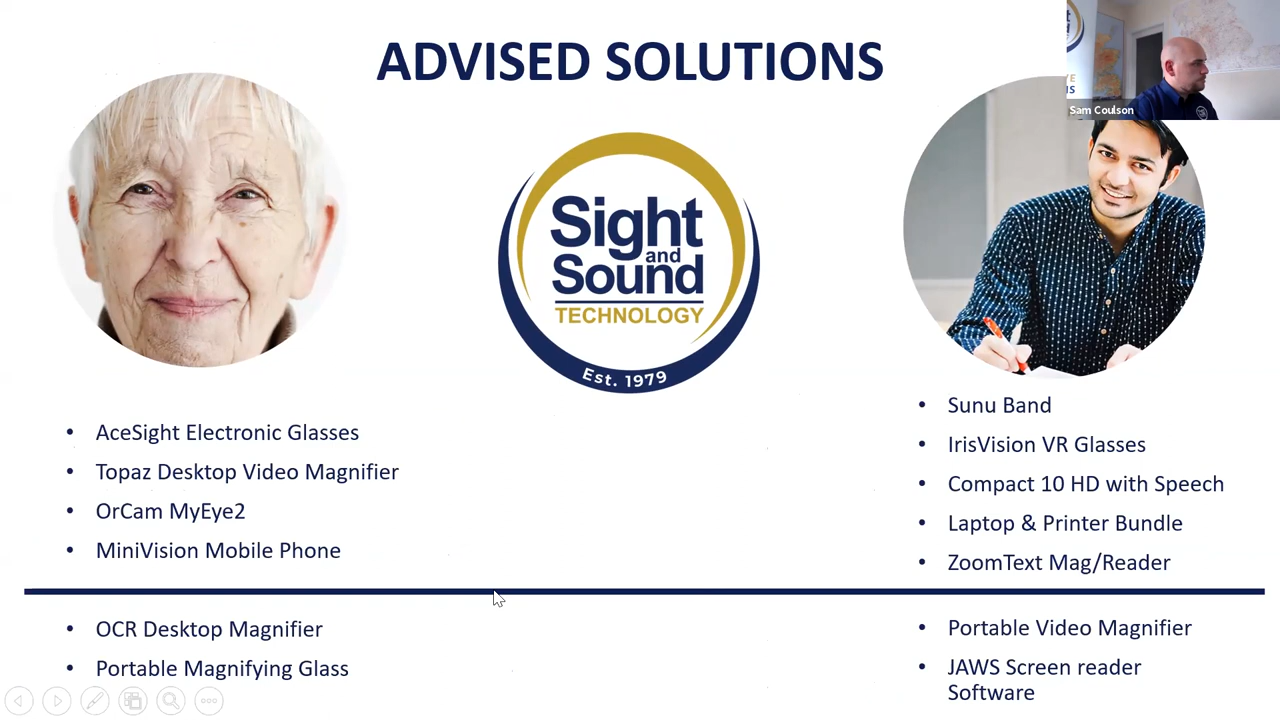 ADVISED SOLUTIONS
Sam Coulson
Sight
and
Sound
TECHNOLOGY
Est. 1979
• AceSight Electronic Glasses
• Topaz Desktop Video Magnifier
• OrCam MyEye2
• MiniVision Mobile Phone
• Sunu Band
• IrisVision VR Glasses
• Compact 10 HD with Speech
• Laptop & Printer Bundle
• ZoomText Mag/Reader
• OCR Desktop Magnifier
• Portable Magnifying Glass
• Portable Video Magnifier
• JAWS Screen reader
Software